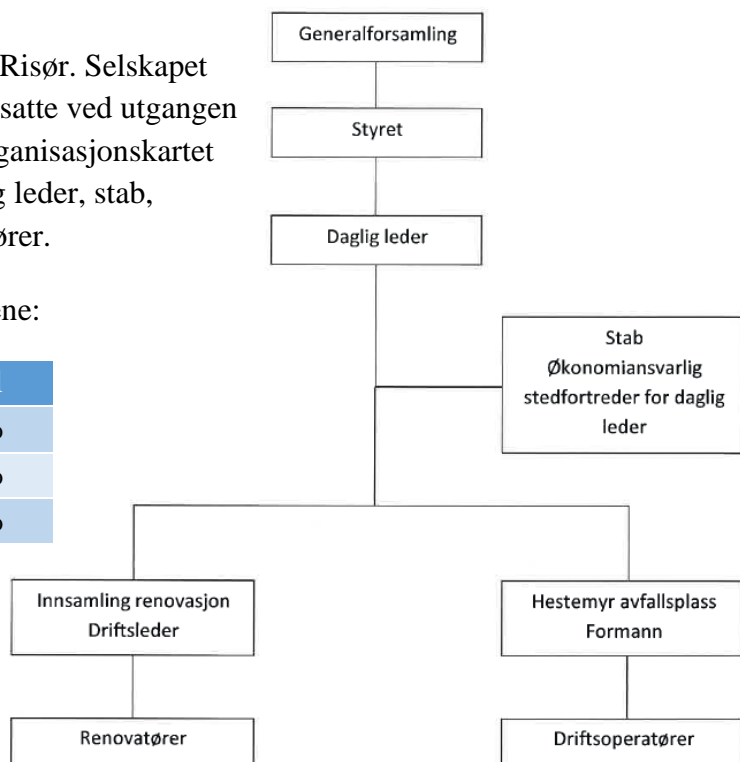 Risør. Selskapet
satte ved utgangen
ganisasjonskartet
leder, stab,
ører.
ene:
Generalforsamling
Styret
Daglig leder
Stab
Økonomiansvarlig
stedfortreder for daglig
leder
Innsamling renovasjon
Driftsleder
Hestemyr avfallsplass
Formann
Renovatører
Driftsoperatører